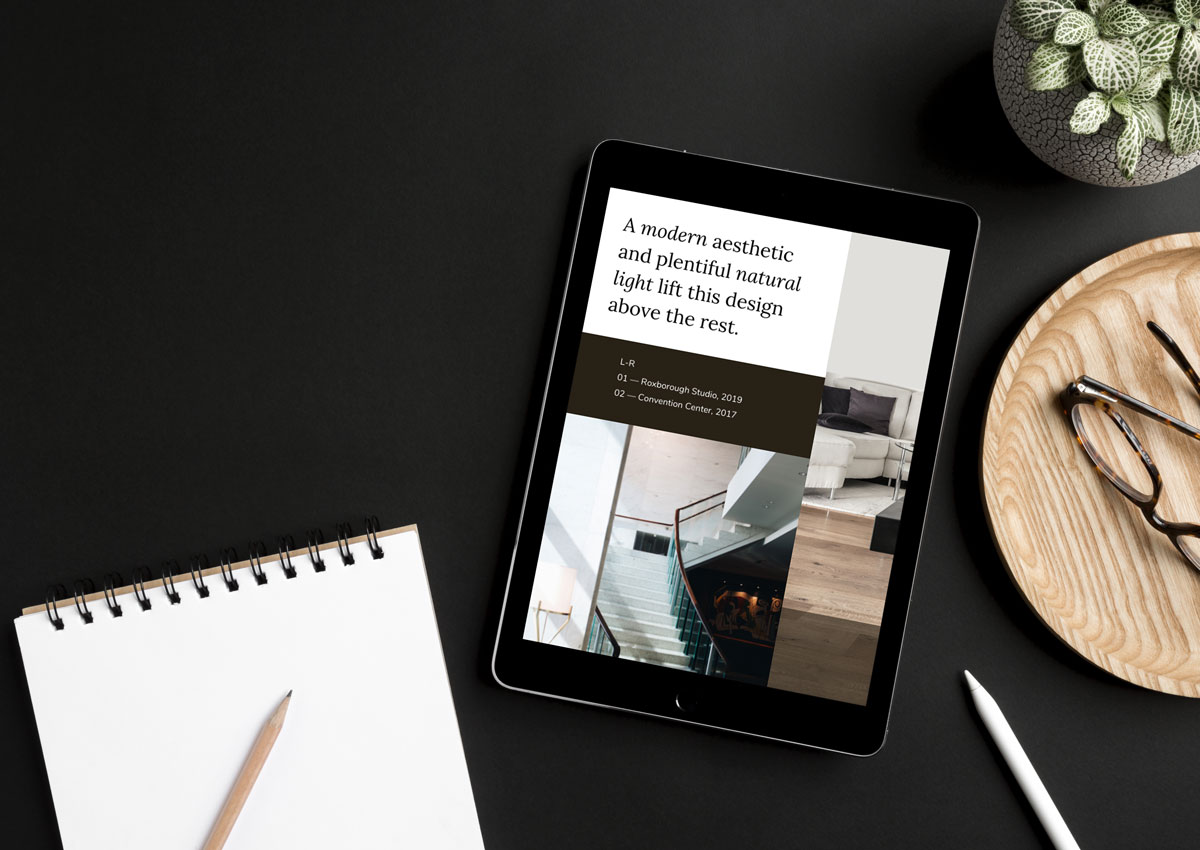 A modern aesthetic
and plentiful natural
light lift this design
above the rest.
L-R
01 — Roxborough Studio, 2019
02 — Convention Center, 2017